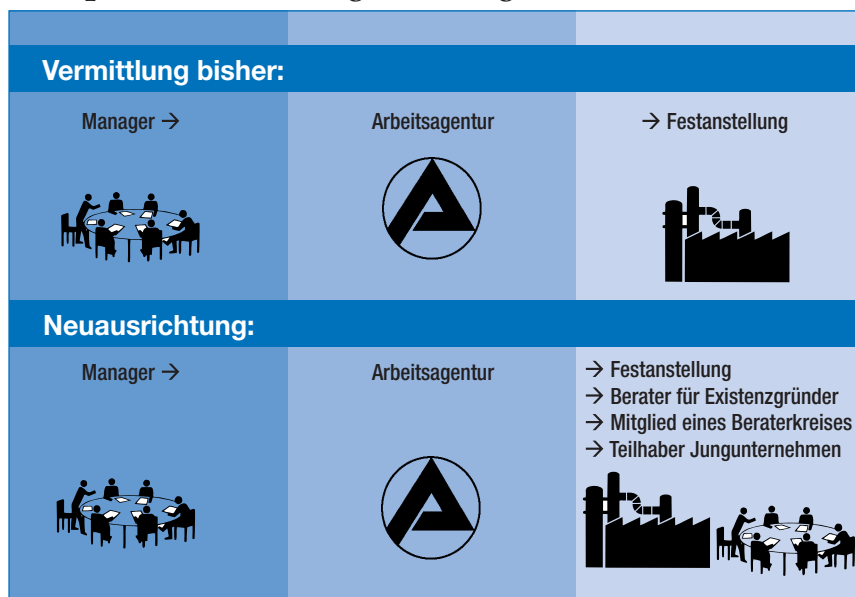 Vermittlung bisher:
Manager → Arbeitsagentur → Festanstellung
Neuausrichtung:
Manager → Arbeitsagentur → Festanstellung
→ Berater für Existenzgründer
→ Mitglied eines Beraterkreises
→ Teilhaber Jungunternehmen